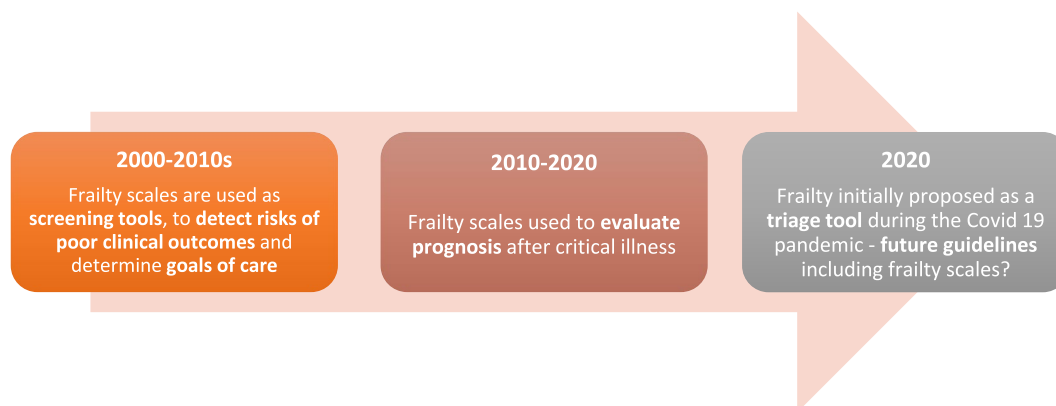 2000-2010s
Frailty scales are used as
screening tools, to detect risks of
poor clinical outcomes and
determine goals of care
2010-2020
Frailty scales used to evaluate
prognosis after critical illness
2020
Frailty initially proposed as a
triage tool during the Covid 19
pandemic - future guidelines
including frailty scales?